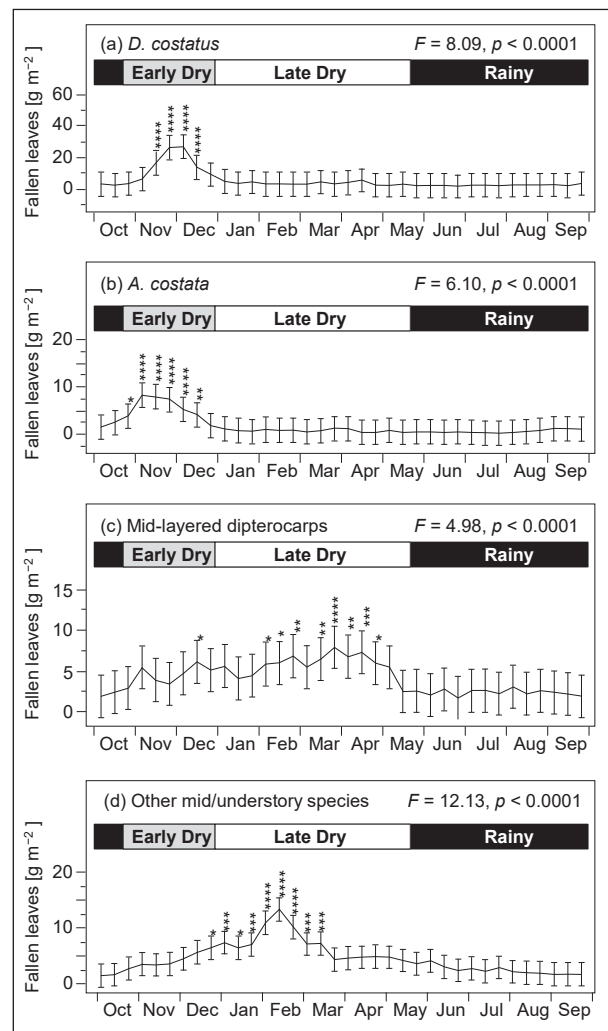 (a) D. costatus F = 8.09, p < 0.0001
Early Dry Late Dry Rainy
Fallen leaves [g m⁻²]
60
40
20
0
**** **** **** ****
Oct Nov Dec Jan Feb Mar Apr May Jun Jul Aug Sep
(b) A. costata F = 6.10, p < 0.0001
Early Dry Late Dry Rainy
Fallen leaves [g m⁻²]
20
10
0
* **** **** **** **** **
Oct Nov Dec Jan Feb Mar Apr May Jun Jul Aug Sep
(c) Mid-layered dipterocarps F = 4.98, p < 0.0001
Early Dry Late Dry Rainy
Fallen leaves [g m⁻²]
15
10
5
0
* * * ** ** **** ** *** *
Oct Nov Dec Jan Feb Mar Apr May Jun Jul Aug Sep
(d) Other mid/understory species F = 12.13, p < 0.0001
Early Dry Late Dry Rainy
Fallen leaves [g m⁻²]
20
10
0
* *** * *** **** **** **** *** ***
Oct Nov Dec Jan Feb Mar Apr May Jun Jul Aug Sep